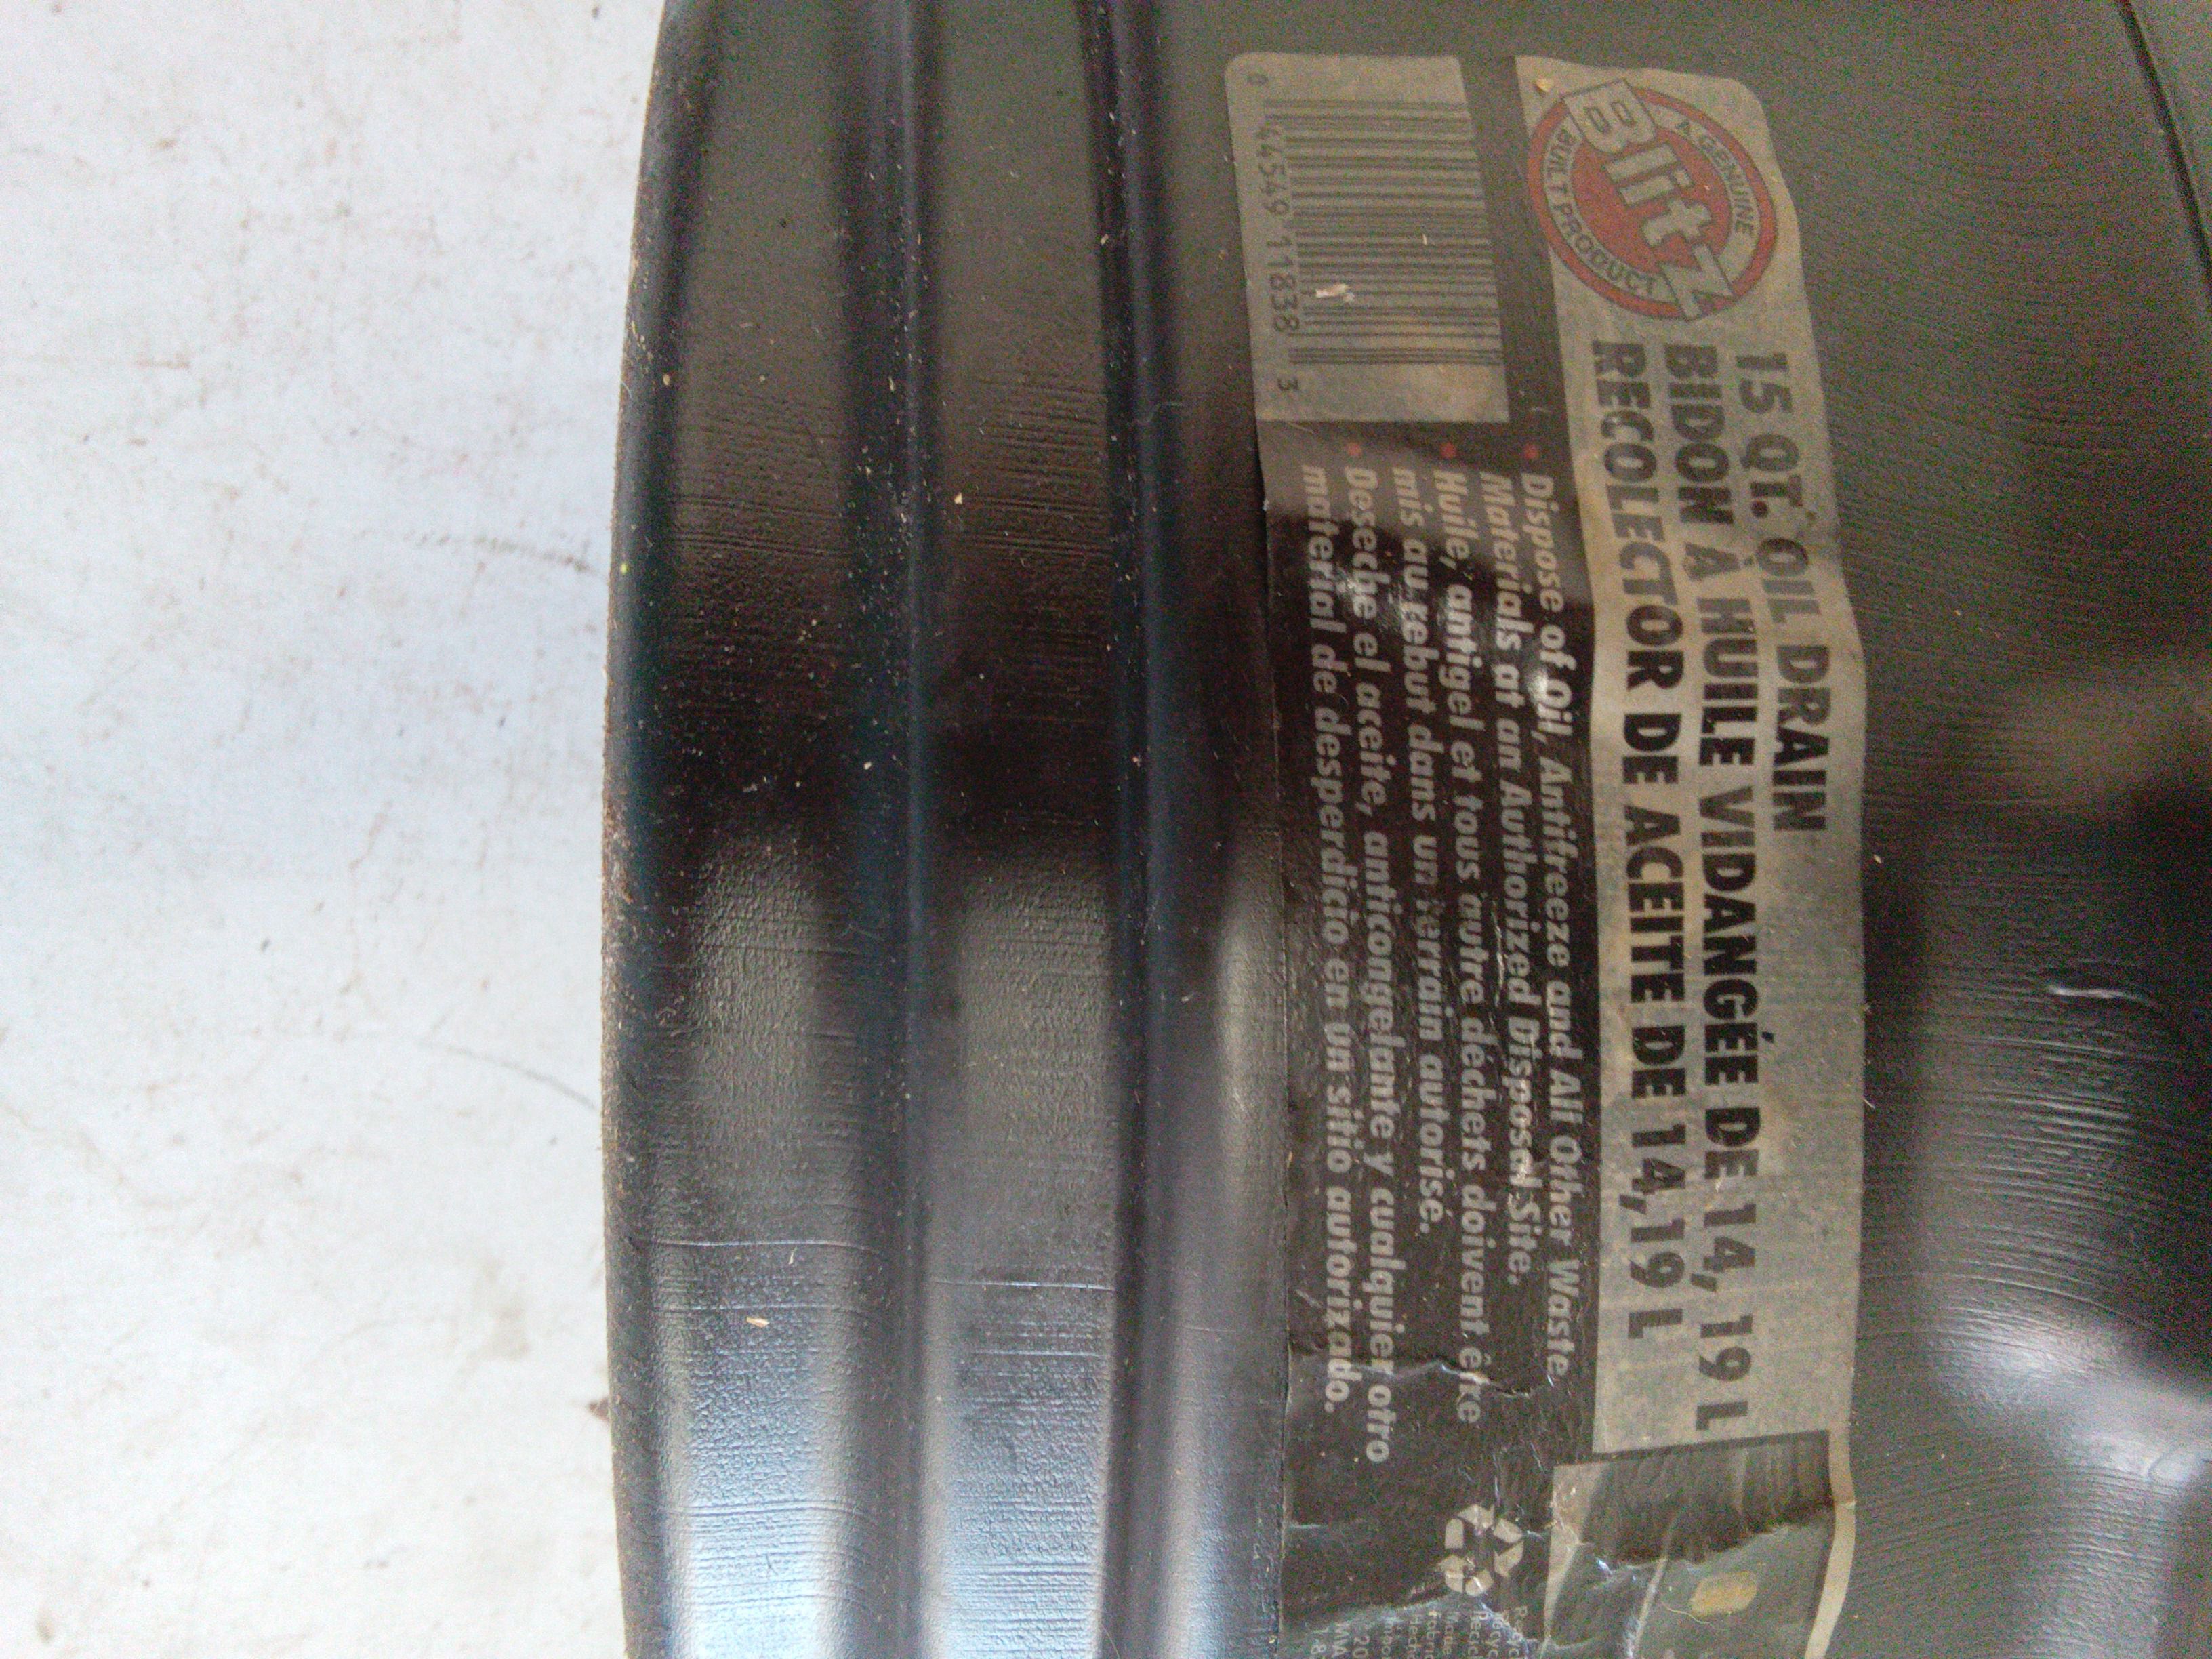 A GENUINE
Blitz
BUILT PRODUCT
15 QT. OIL DRAIN
BIDON À HUILE VIDANGÉE DE 14,19 L
RECOLECTOR DE ACEITE DE 14,19 L
0 44549 11838 3
• Dispose of Oil, Antifreeze and All Other Waste
Materials at an Authorized Disposal Site.
• Huile, antigel et tous autre déchets doivent être
mis au rebut dans un terrain autorisé.
• Deseche el aceite, anticongelante y cualquier otro
material de desperdicio en un sitio autorizado.